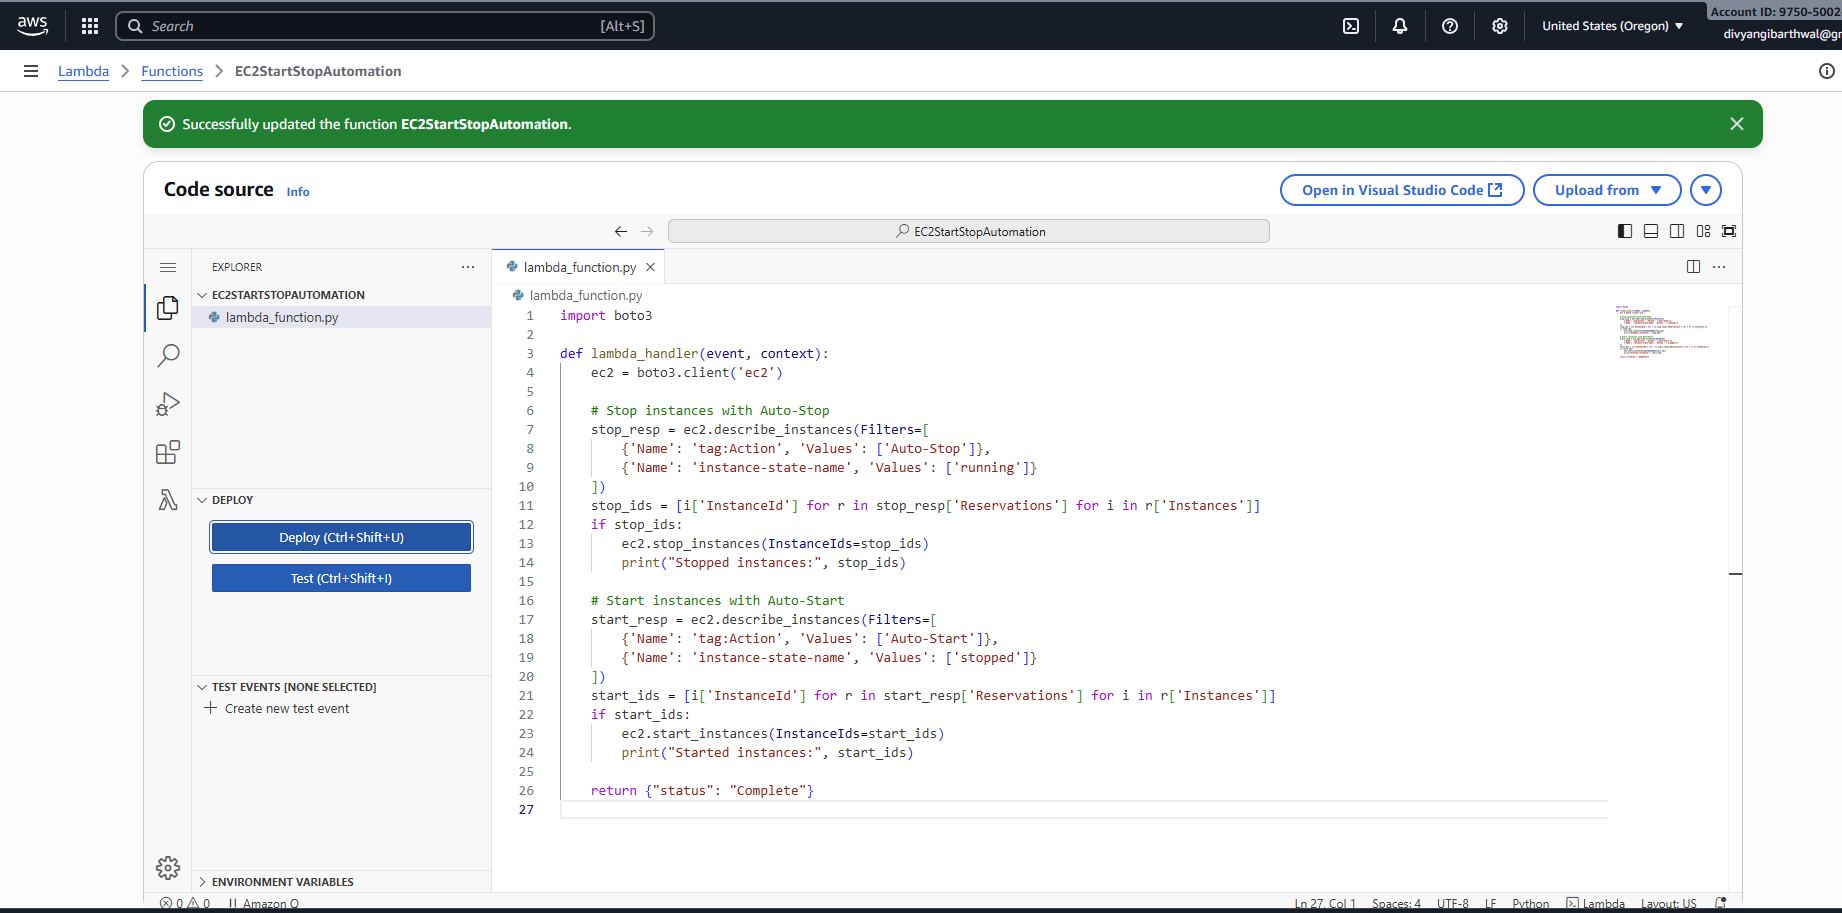 aws
Search [Alt+S]
United States (Oregon)
Account ID: 9750-5002
divyangibarthwal@gr
Lambda
Functions
EC2StartStopAutomation
Successfully updated the function EC2StartStopAutomation.
Code source Info
Open in Visual Studio Code
Upload from
EC2StartStopAutomation
EXPLORER
EC2STARTSTOPAUTOMATION
lambda_function.py
DEPLOY
Deploy (Ctrl+Shift+U)
Test (Ctrl+Shift+I)
TEST EVENTS [NONE SELECTED]
Create new test event
ENVIRONMENT VARIABLES
lambda_function.py
lambda_function.py
1 import boto3
2
3 def lambda_handler(event, context):
4 ec2 = boto3.client('ec2')
5
6 # Stop instances with Auto-Stop
7 stop_resp = ec2.describe_instances(Filters=[
8 {'Name': 'tag:Action', 'Values': ['Auto-Stop']},
9 {'Name': 'instance-state-name', 'Values': ['running']}
10 ])
11 stop_ids = [i['InstanceId'] for r in stop_resp['Reservations'] for i in r['Instances']]
12 if stop_ids:
13 ec2.stop_instances(InstanceIds=stop_ids)
14 print("Stopped instances:", stop_ids)
15
16 # Start instances with Auto-Start
17 start_resp = ec2.describe_instances(Filters=[
18 {'Name': 'tag:Action', 'Values': ['Auto-Start']},
19 {'Name': 'instance-state-name', 'Values': ['stopped']}
20 ])
21 start_ids = [i['InstanceId'] for r in start_resp['Reservations'] for i in r['Instances']]
22 if start_ids:
23 ec2.start_instances(InstanceIds=start_ids)
24 print("Started instances:", start_ids)
25
26 return {"status": "Complete"}
27
0 0 Amazon Q
Ln 27, Col 1 Spaces: 4 UTF-8 LF Python Lambda Layout: US